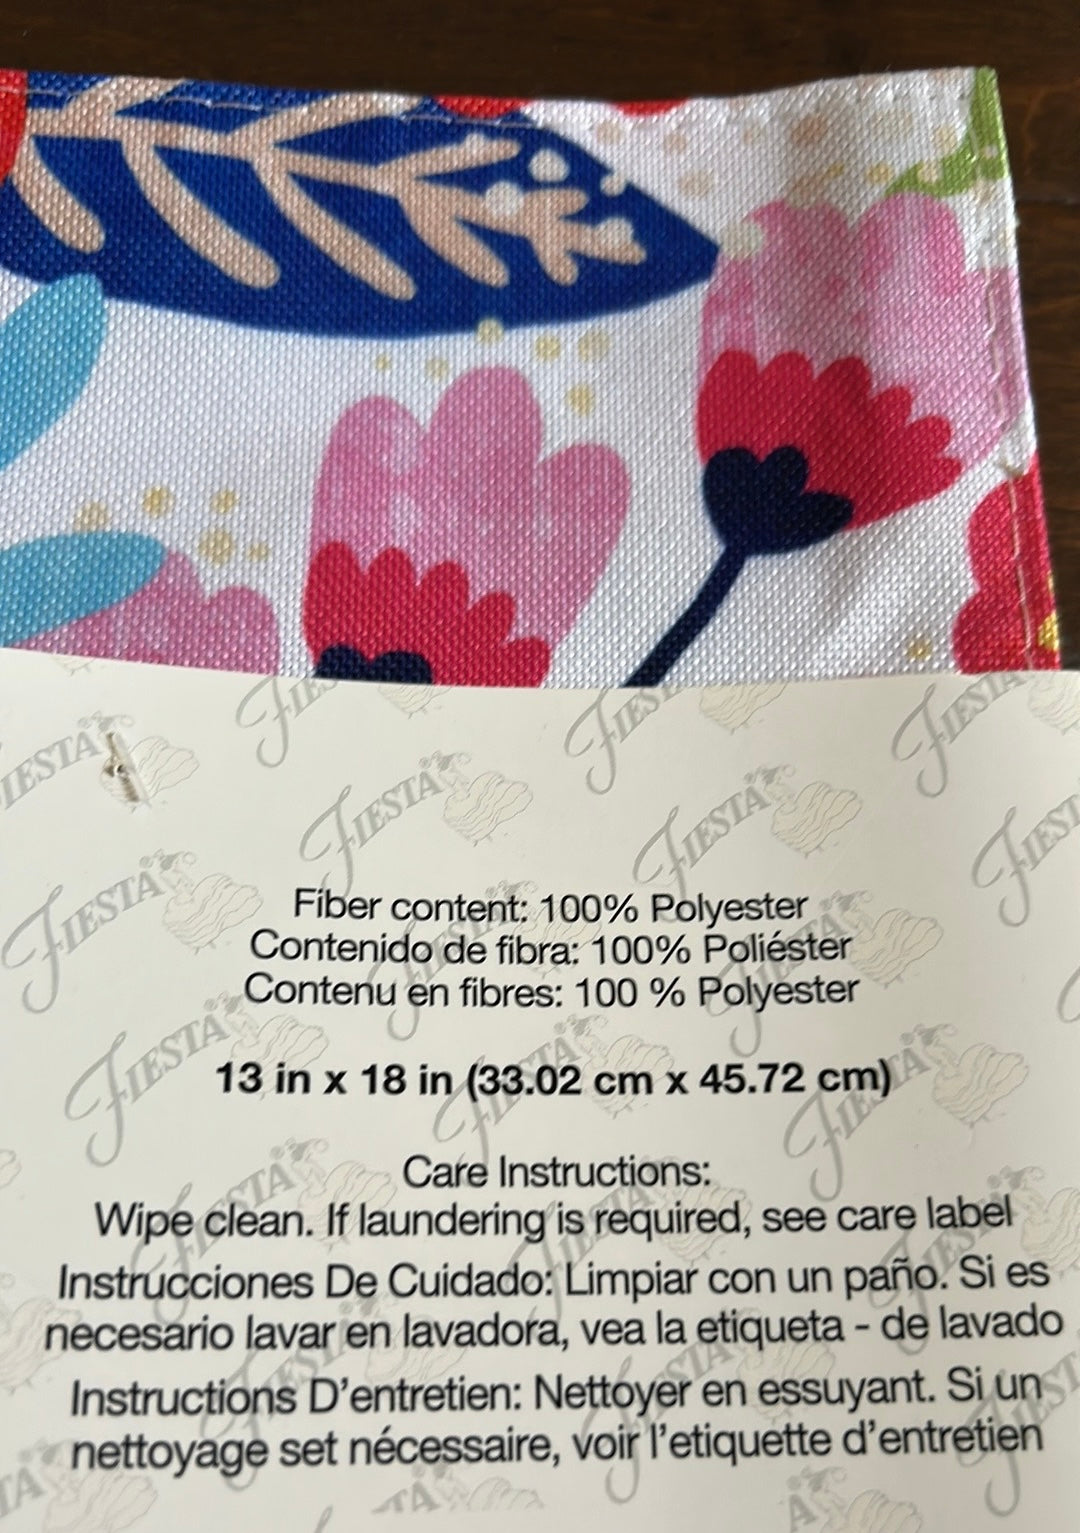 Fiber content: 100% Polyester
Contenido de fibra: 100% Poliéster
Contenu en fibres: 100 % Polyester
13 in x 18 in (33.02 cm x 45.72 cm)
Care Instructions:
Wipe clean. If laundering is required, see care label
Instrucciones De Cuidado: Limpiar con un paño. Si es
necesario lavar en lavadora, vea la etiqueta - de lavado
Instructions D'entretien: Nettoyer en essuyant. Si un
nettoyage set nécessaire, voir l'etiquette d'entretien
FIESTA